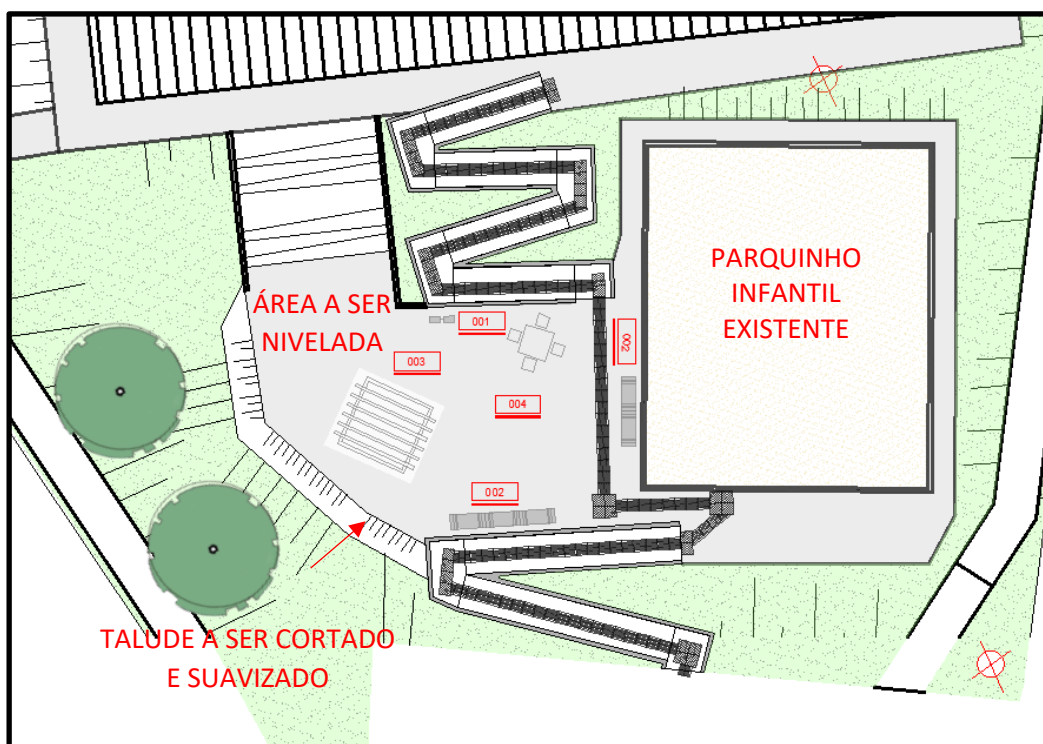 PARQUINHO
INFANTIL
EXISTENTE
ÁREA A SER
NIVELADA
001
002
003
004
002
TALUDE A SER CORTADO
E SUAVIZADO